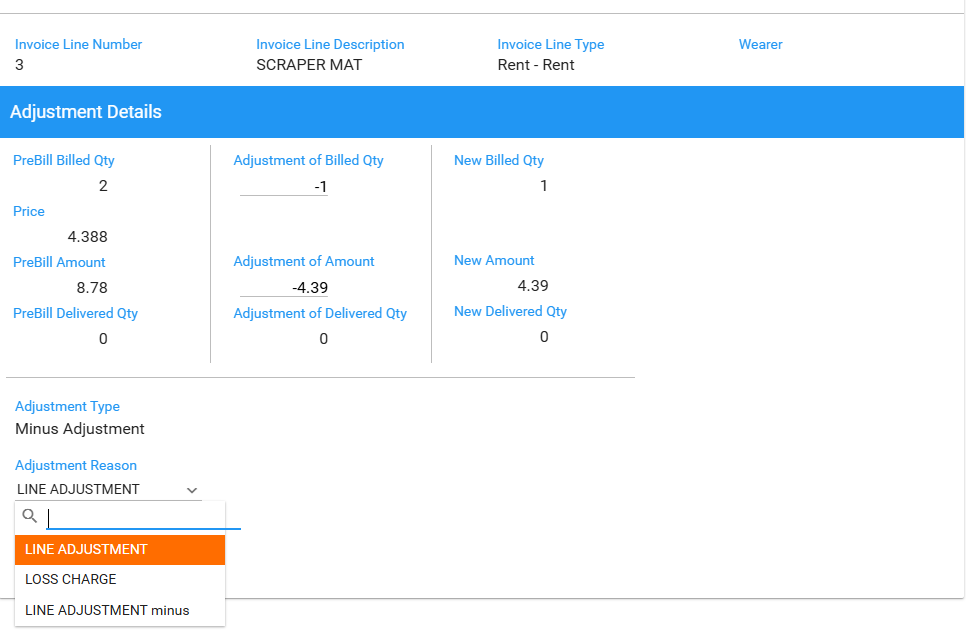 Invoice Line Number Invoice Line Description Invoice Line Type Wearer
3 SCRAPER MAT Rent - Rent
Adjustment Details
PreBill Billed Qty Adjustment of Billed Qty New Billed Qty
2 -1 1
Price
4.388
PreBill Amount Adjustment of Amount New Amount
8.78 -4.39 4.39
PreBill Delivered Qty Adjustment of Delivered Qty New Delivered Qty
0 0 0
Adjustment Type
Minus Adjustment
Adjustment Reason
LINE ADJUSTMENT
LINE ADJUSTMENT
LOSS CHARGE
LINE ADJUSTMENT minus